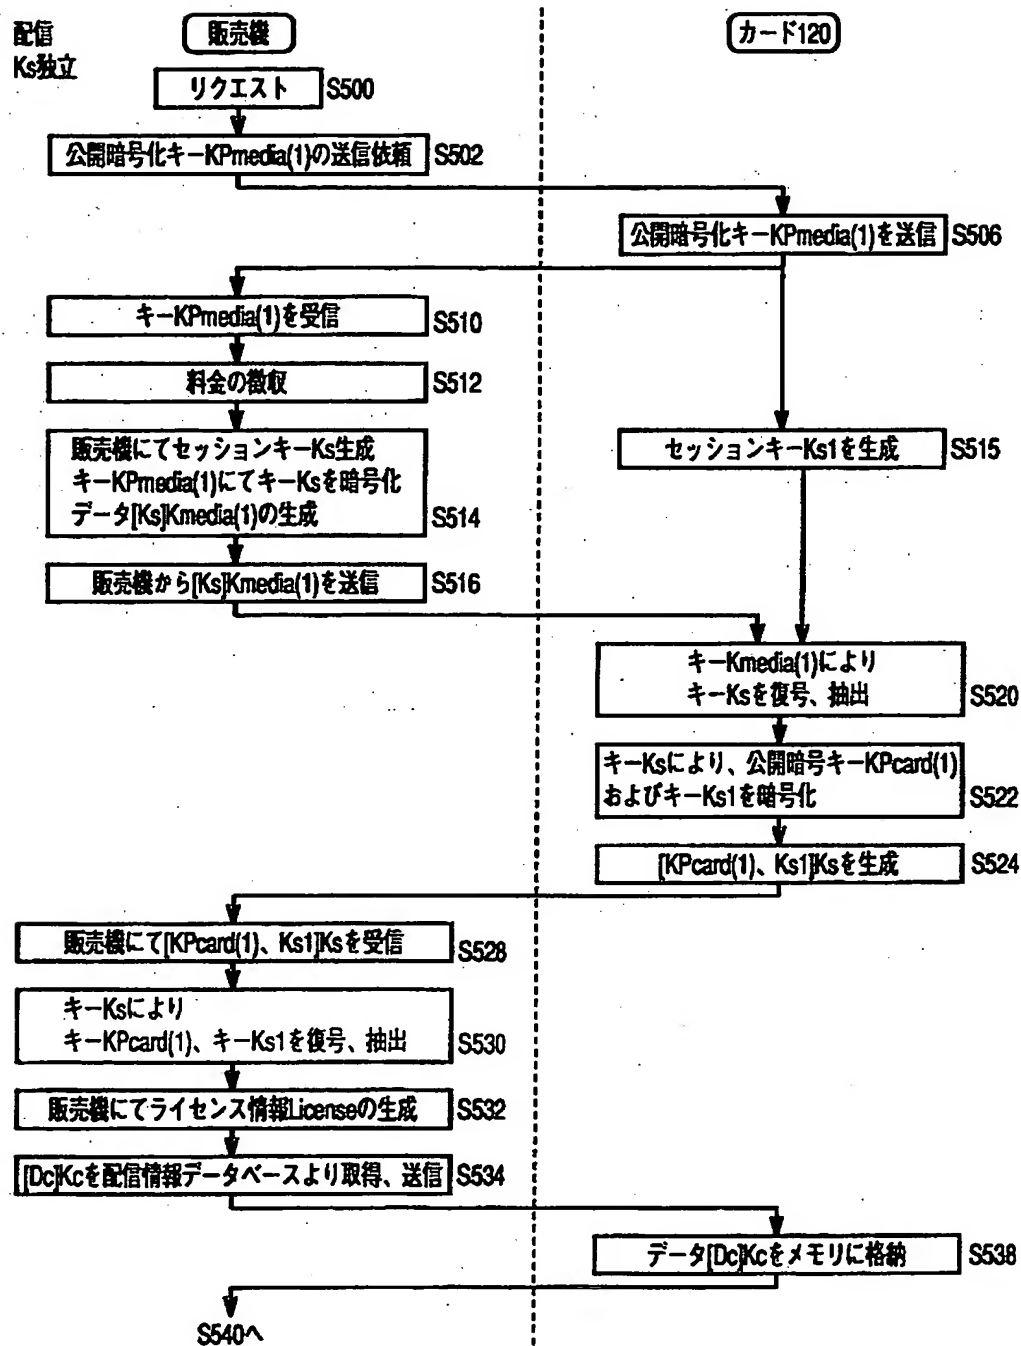 配信
Ks独立
販売機
カード120
リクエスト S500
公開暗号化キーKPmedia(1)の送信依頼 S502
公開暗号化キーKPmedia(1)を送信 S506
キーKPmedia(1)を受信 S510
料金の徴収 S512
販売機にてセッションキーKs生成
キーKPmedia(1)にてキーKsを暗号化
データ[Ks]Kmedia(1)の生成 S514
セッションキーKs1を生成 S515
販売機から[Ks]Kmedia(1)を送信 S516
キーKmedia(1)により
キーKsを復号、抽出 S520
キーKsにより、公開暗号キーKPcard(1)
およびキーKs1を暗号化 S522
[KPcard(1)、Ks1]Ksを生成 S524
販売機にて[KPcard(1)、Ks1]Ksを受信 S528
キーKsにより
キーKPcard(1)、キーKs1を復号、抽出 S530
販売機にてライセンス情報Licenseの生成 S532
[Dc]Kcを配信情報データベースより取得、送信 S534
データ[Dc]Kcをメモリに格納 S538
S540へ